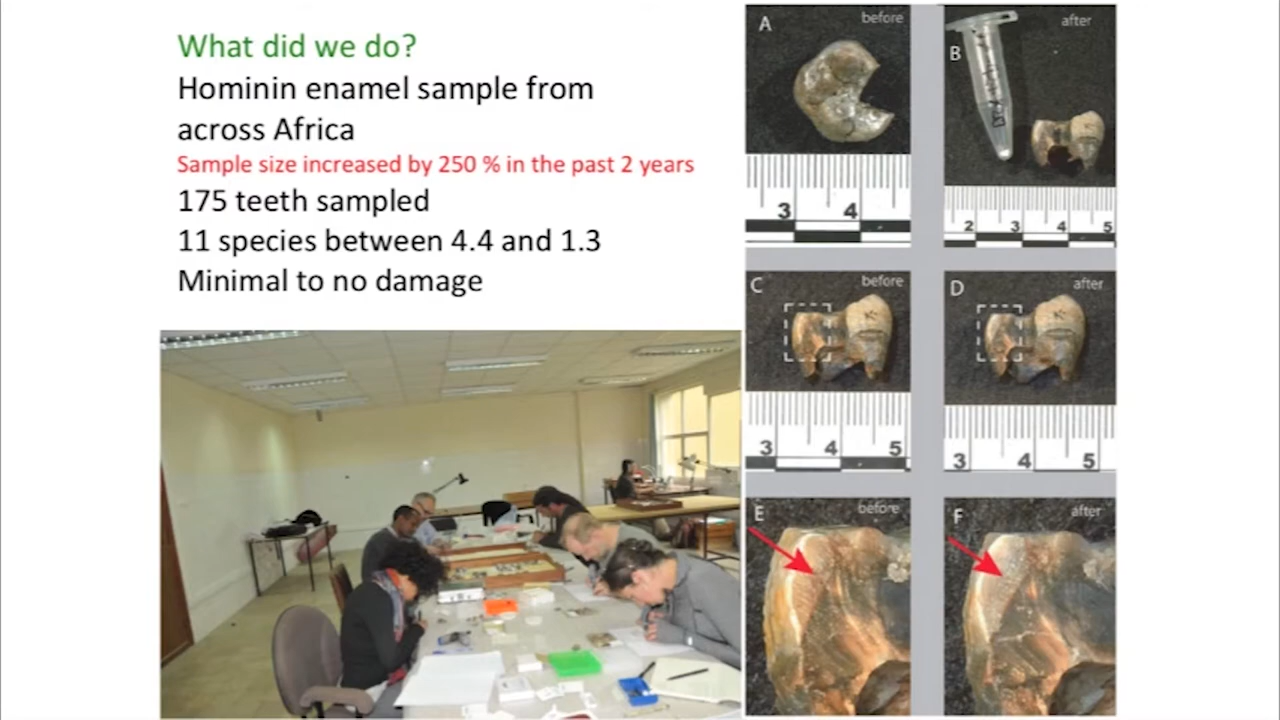 What did we do?
Hominin enamel sample from
across Africa
Sample size increased by 250 % in the past 2 years
175 teeth sampled
11 species between 4.4 and 1.3
Minimal to no damage
A before
3 4
B after
2 3 4 5
C before
3 4 5
D after
3 4 5
E before
F after